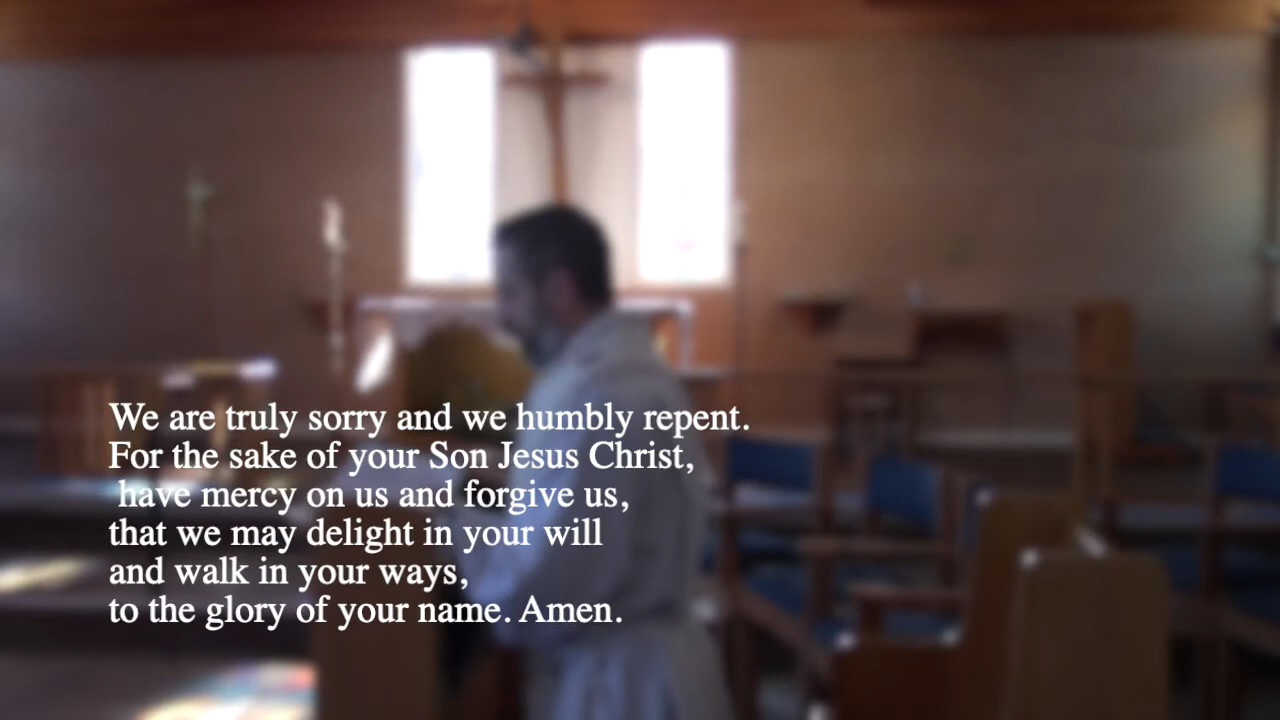 We are truly sorry and we humbly repent.
For the sake of your Son Jesus Christ,
have mercy on us and forgive us,
that we may delight in your will
and walk in your ways,
to the glory of your name. Amen.